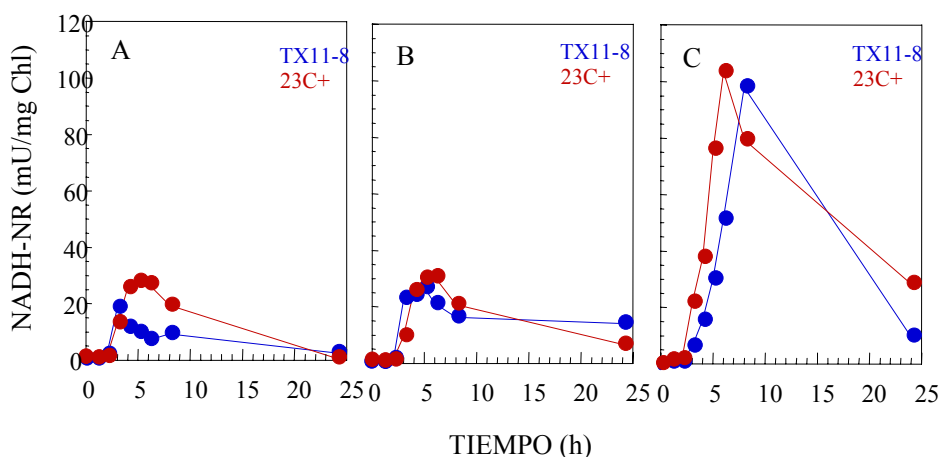 NADH-NR (mU/mg Chl)
120
100
80
60
40
20
0
A
TX11-8
23C+
0 5 10 15 20 25
B
TX11-8
23C+
0 5 10 15 20 25
C
TX11-8
23C+
0 5 10 15 20 25
TIEMPO (h)